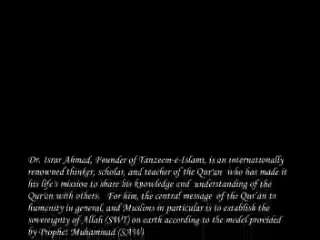 Dr. Israr Ahmad, Founder of Tanzeem-e-Islami, is an internationally
renowned thinker, scholar, and teacher of the Qur'an who has made it
his life's mission to share his knowledge and understanding of the
Qur'an with others. For him, the central message of the Qur'an to
humanity in general, and Muslims in particular is to establish the
sovereignty of Allah (SWT) on earth according to the model provided
by Prophet Muhammad (SAW)